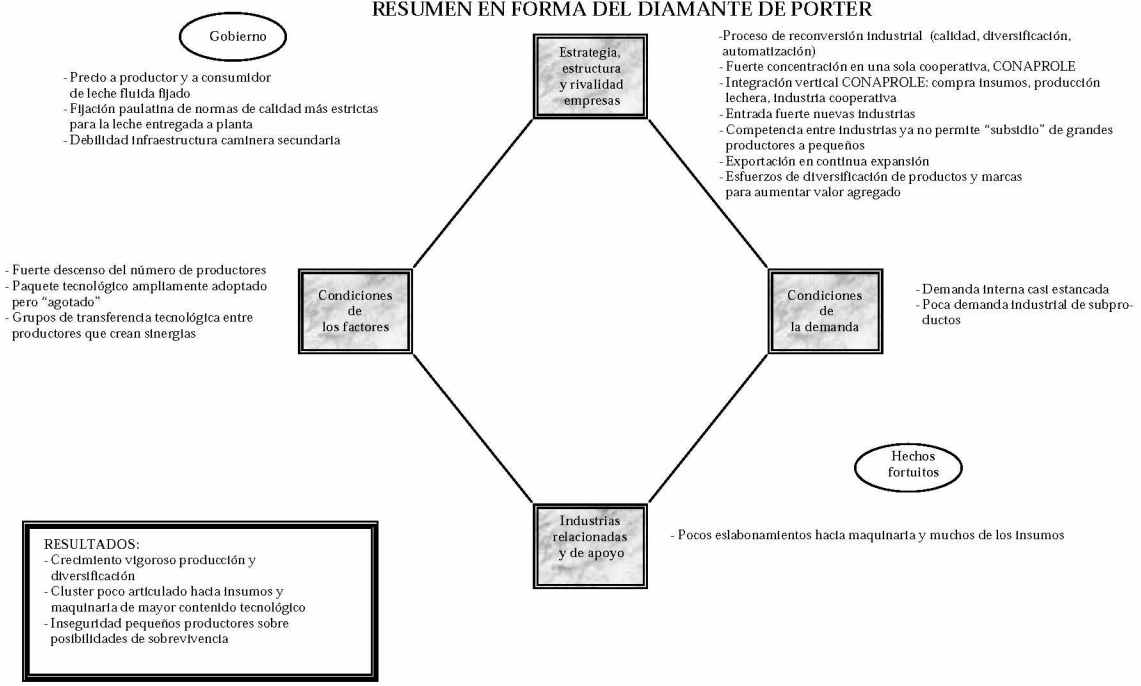 RESUMEN EN FORMA DEL DIAMANTE DE PORTER
Gobierno
- Precio a productor y a consumidor
de leche fluida fijado
- Fijación paulatina de normas de calidad más estrictas
para la leche entregada a planta
- Debilidad infraestructura caminera secundaria
Estrategia,
estructura
y rivalidad
empresas
-Proceso de reconversión industrial (calidad, diversificación,
automatización)
- Fuerte concentración en una sola cooperativa, CONAPROLE
- Integración vertical CONAPROLE: compra insumos, producción
lechera, industria cooperativa
- Entrada fuerte nuevas industrias
- Competencia entre industrias ya no permite “subsidio” de grandes
productores a pequeños
- Exportación en continua expansión
- Esfuerzos de diversificación de productos y marcas
para aumentar valor agregado
- Fuerte descenso del número de productores
- Paquete tecnológico ampliamente adoptado
pero “agotado”
- Grupos de transferencia tecnológica entre
productores que crean sinergias
Condiciones
de
los factores
Condiciones
de
la demanda
- Demanda interna casi estancada
- Poca demanda industrial de subpro-
ductos
Hechos
fortuitos
Industrias
relacionadas
y de apoyo
- Pocos eslabonamientos hacia maquinaria y muchos de los insumos
RESULTADOS:
- Crecimiento vigoroso producción y
diversificación
- Cluster poco articulado hacia insumos y
maquinaria de mayor contenido tecnológico
- Inseguridad pequeños productores sobre
posibilidades de sobrevivencia